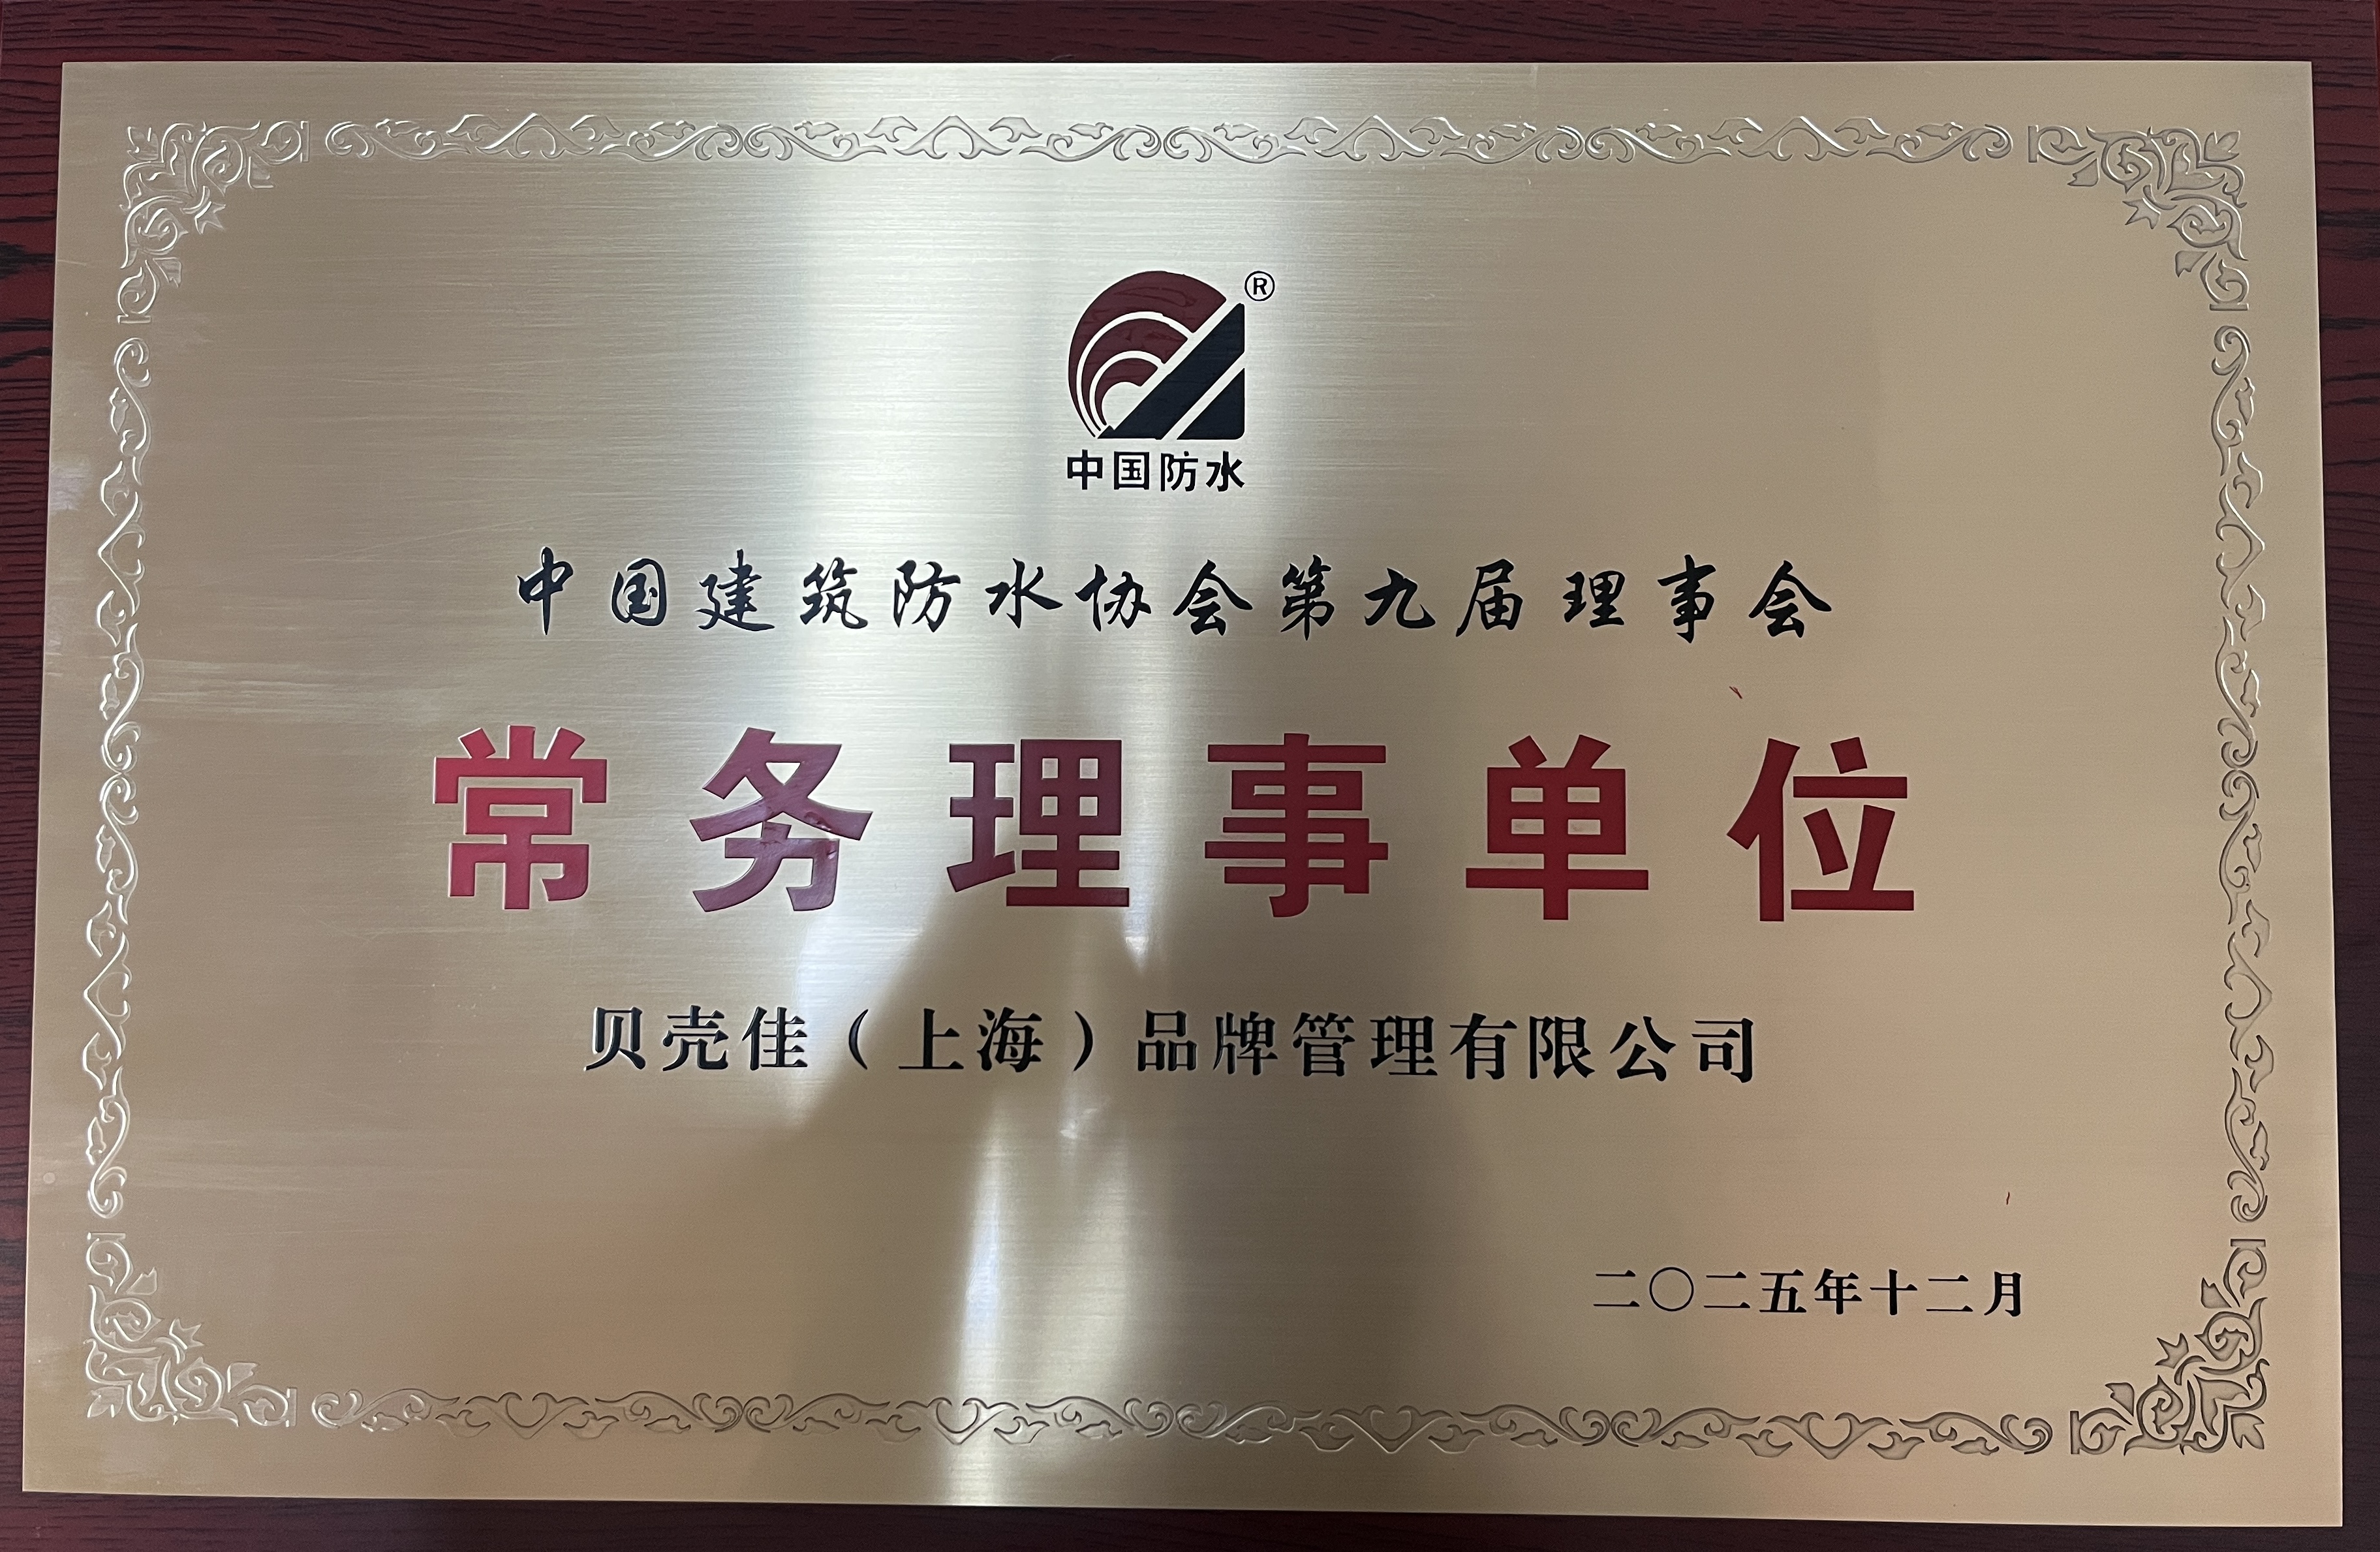 ®
中国防水
中国建筑防水协会第九届理事会
常务理事单位
贝壳佳（上海）品牌管理有限公司
二〇二五年十二月